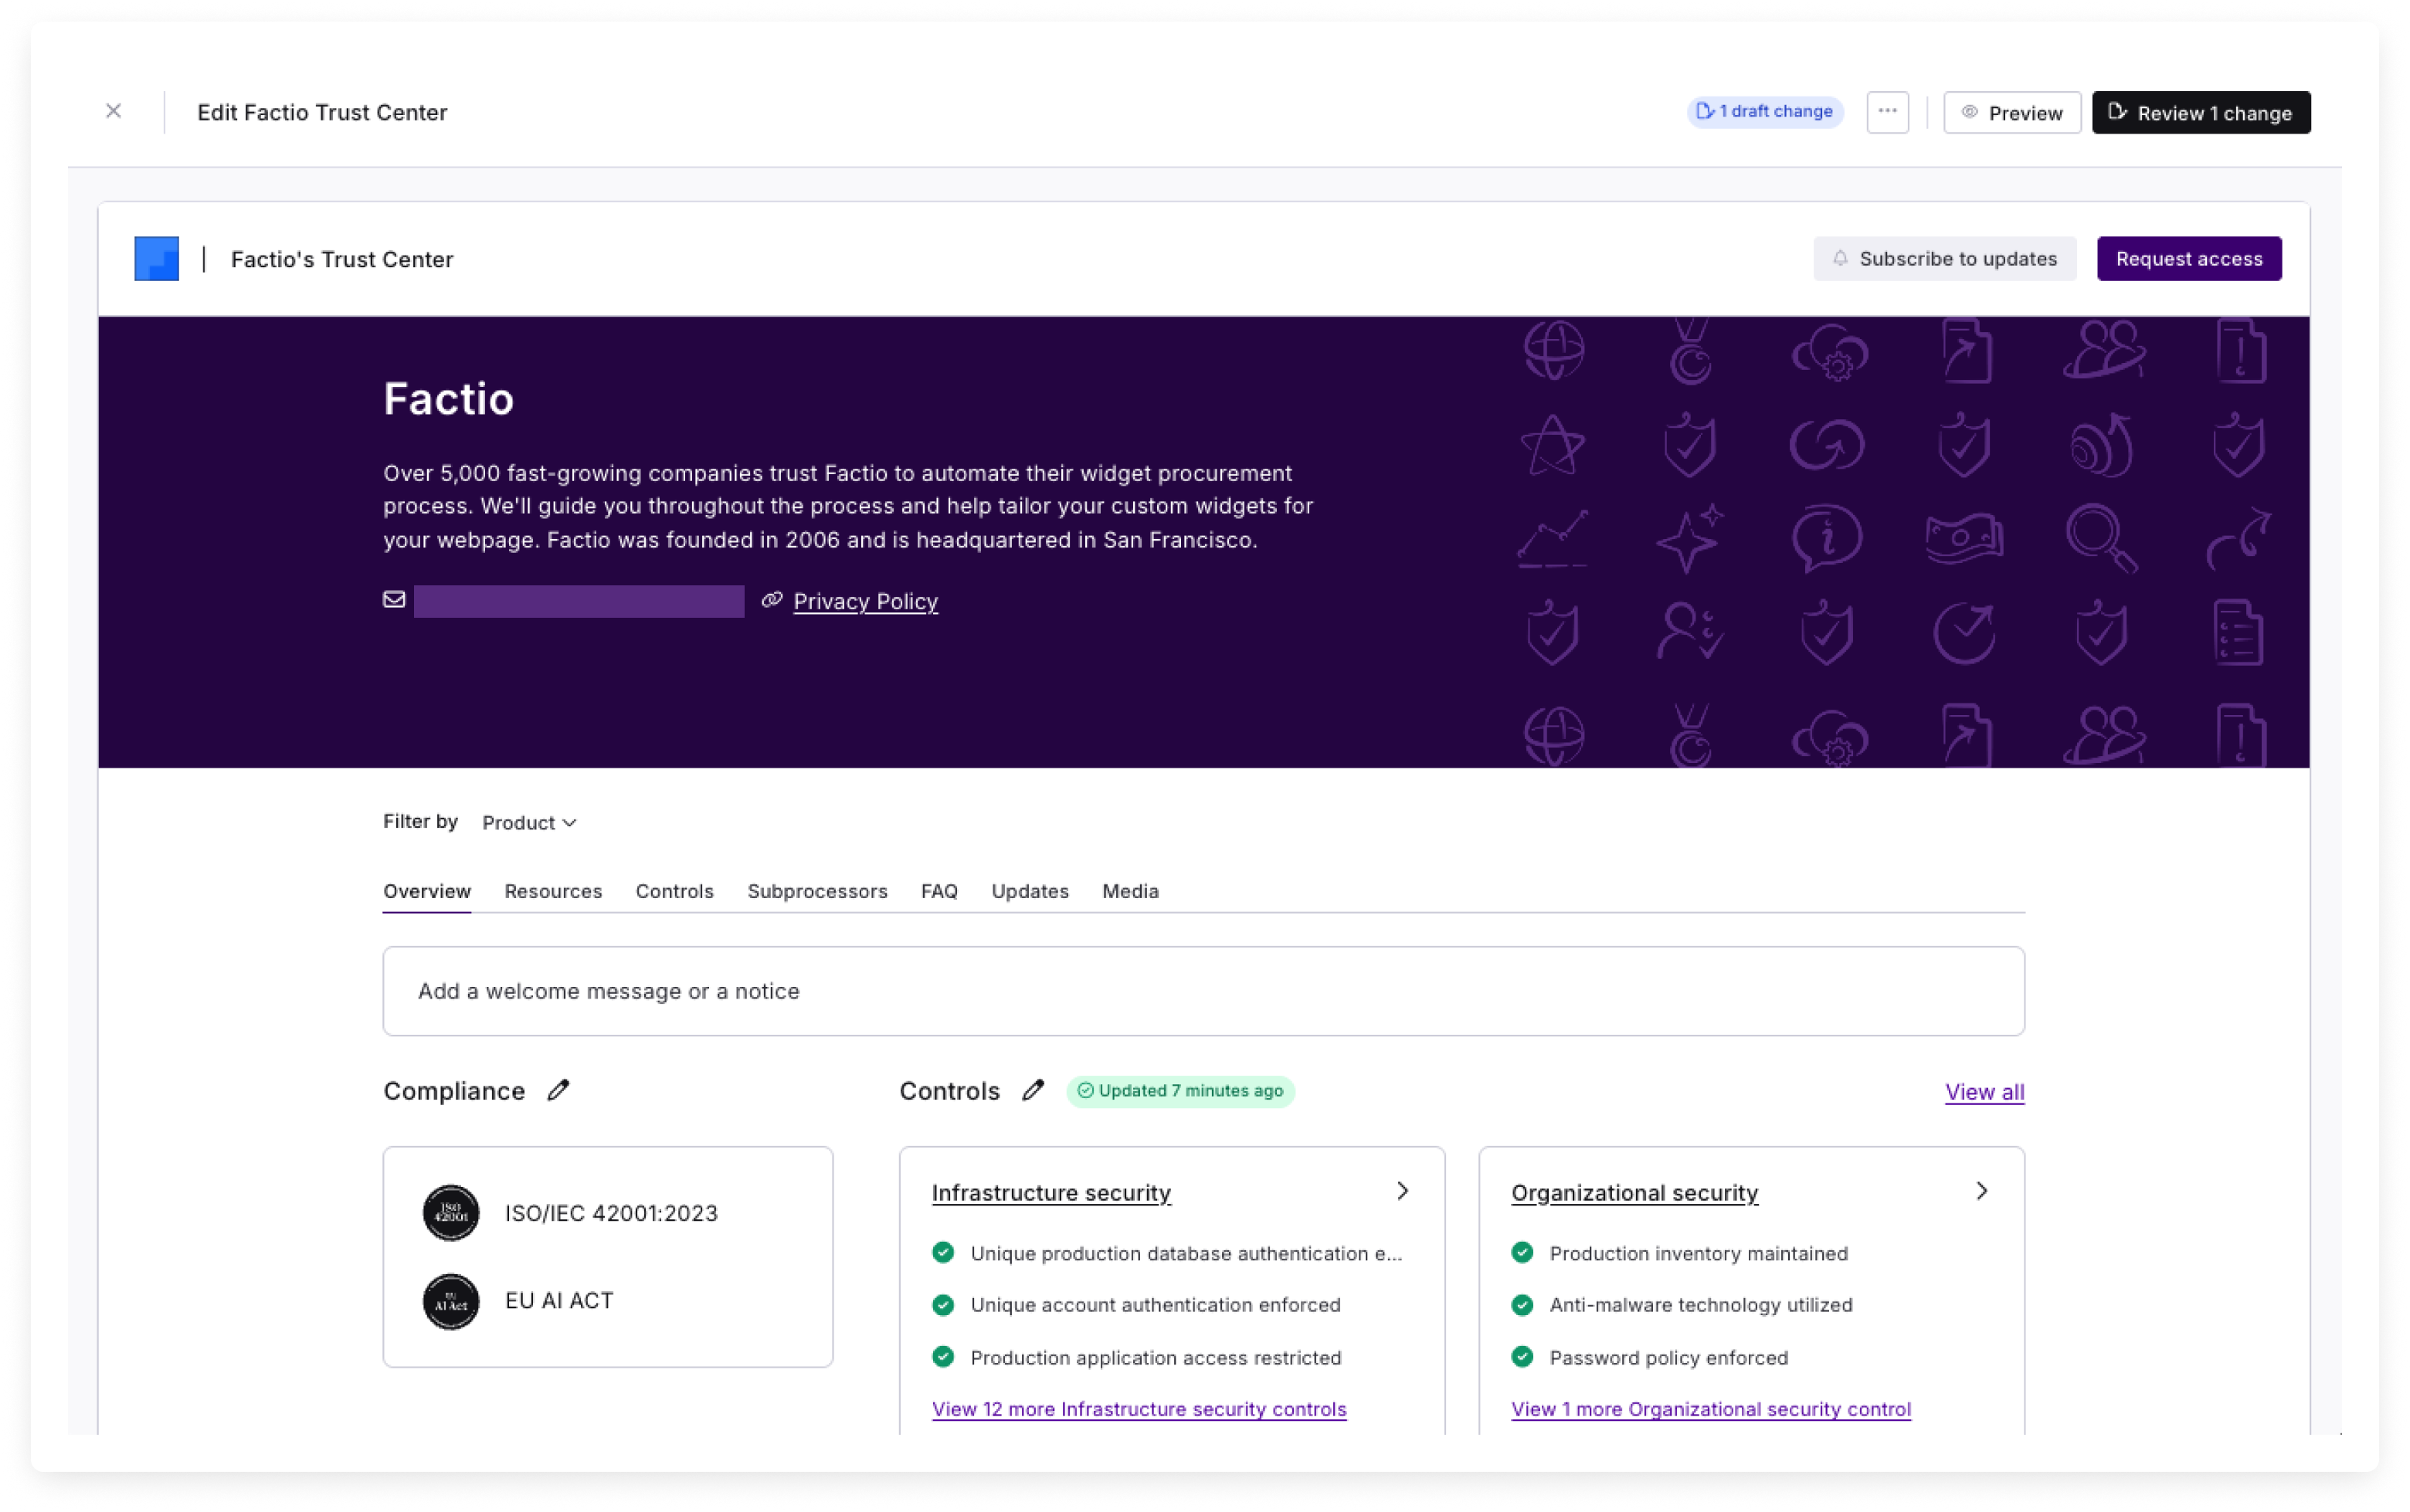 Edit Factio Trust Center
1 draft change
Preview
Review 1 change
Factio's Trust Center
Subscribe to updates
Request access
Factio
Over 5,000 fast-growing companies trust Factio to automate their widget procurement
process. We'll guide you throughout the process and help tailor your custom widgets for
your webpage. Factio was founded in 2006 and is headquartered in San Francisco.
Privacy Policy
Filter by Product
Overview Resources Controls Subprocessors FAQ Updates Media
Add a welcome message or a notice
Compliance
ISO 42001
ISO/IEC 42001:2023
EU AI Act
EU AI ACT
Controls
Updated 7 minutes ago
View all
Infrastructure security
Unique production database authentication e...
Unique account authentication enforced
Production application access restricted
View 12 more Infrastructure security controls
Organizational security
Production inventory maintained
Anti-malware technology utilized
Password policy enforced
View 1 more Organizational security control